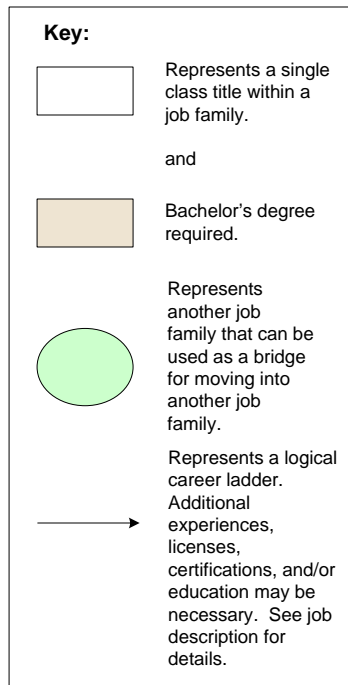 Key:
Represents a single
class title within a
job family.
and
Bachelor’s degree
required.
Represents
another job
family that can be
used as a bridge
for moving into
another job
family.
Represents a logical
career ladder.
Additional
experiences,
licenses,
certifications, and/or
education may be
necessary.  See job
description for
details.